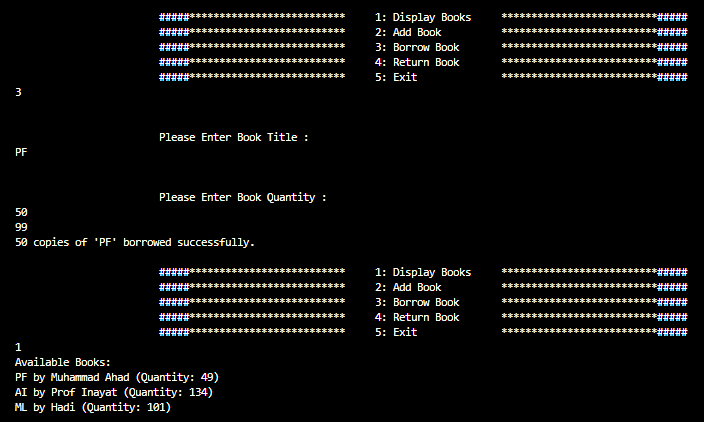 #####************************** 1: Display Books **************************#####
#####************************** 2: Add Book **************************#####
#####************************** 3: Borrow Book **************************#####
#####************************** 4: Return Book **************************#####
#####************************** 5: Exit **************************#####
3
Please Enter Book Title :
PF
Please Enter Book Quantity :
50
99
50 copies of 'PF' borrowed successfully.
#####************************** 1: Display Books **************************#####
#####************************** 2: Add Book **************************#####
#####************************** 3: Borrow Book **************************#####
#####************************** 4: Return Book **************************#####
#####************************** 5: Exit **************************#####
1
Available Books:
PF by Muhammad Ahad (Quantity: 49)
AI by Prof Inayat (Quantity: 134)
ML by Hadi (Quantity: 101)